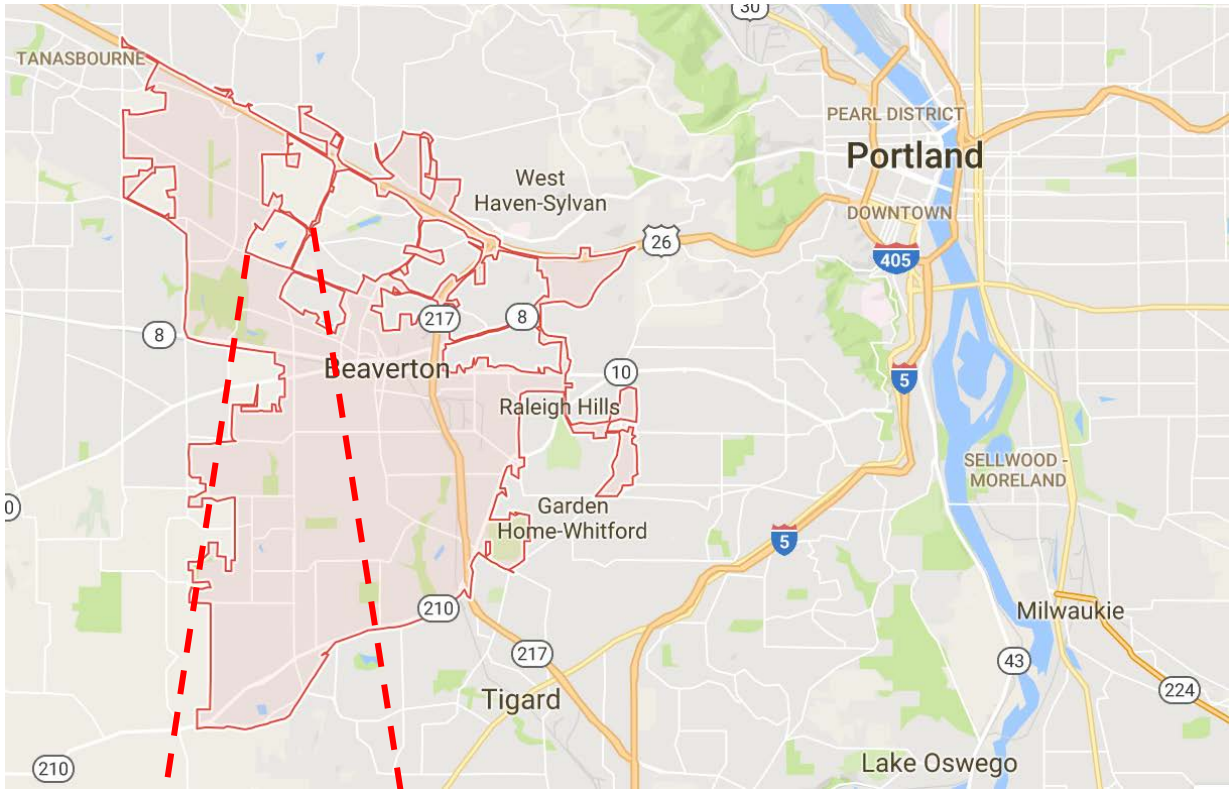 30
TANASBOURNE
PEARL DISTRICT
Portland
West
Haven-Sylvan
DOWNTOWN
26
405
217
8
8
Beaverton
10
5
Raleigh Hills
SELLWOOD -
MORELAND
0
Garden
Home-Whitford
5
210
Milwaukie
217
43
Tigard
224
210
Lake Oswego